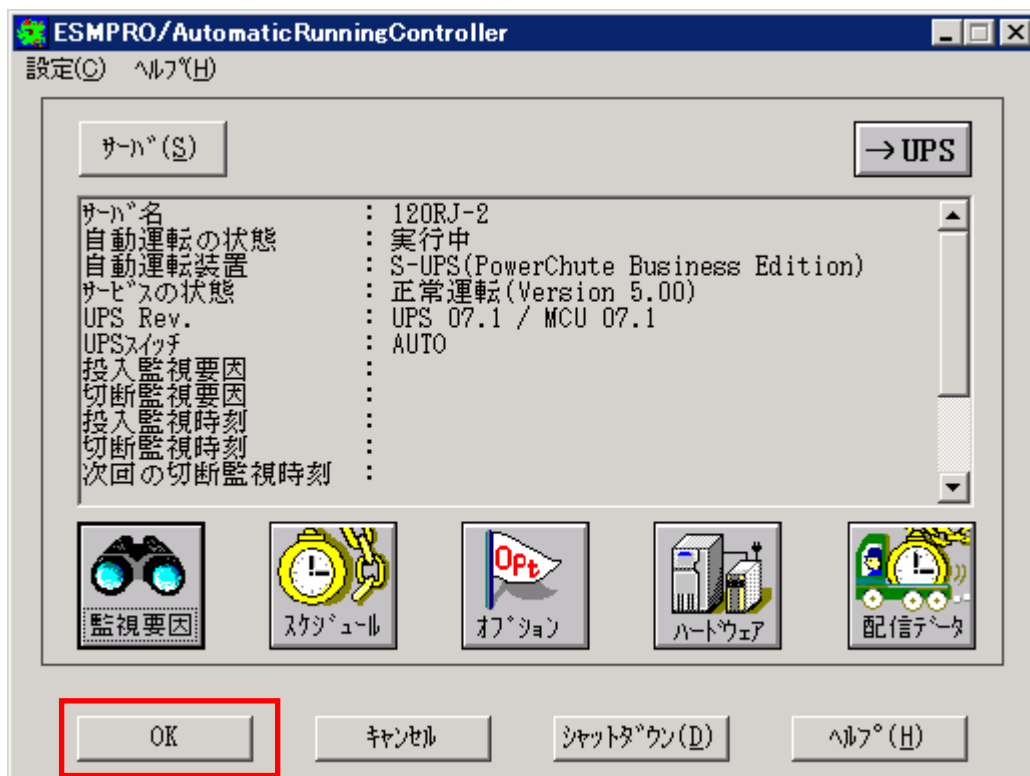 ESMPRO/AutomaticRunningController
設定(C) ﾍﾙﾌﾟ(H)
ｻｰﾊﾞ(S)
→UPS
ｻｰﾊﾞ名 : 120RJ-2
自動運転の状態 : 実行中
自動運転装置 : S-UPS(PowerChute Business Edition)
ｻｰﾋﾞｽの状態 : 正常運転(Version 5.00)
UPS Rev. : UPS 07.1 / MCU 07.1
UPSｽｲｯﾁ : AUTO
投入監視要因 :
切断監視要因 :
投入監視時刻 :
切断監視時刻 :
次回の切断監視時刻 :
OPt
監視要因 ｽｹｼﾞｭｰﾙ ｵﾌﾟｼｮﾝ ﾊｰﾄﾞｳｪｱ 配信ﾃﾞｰﾀ
OK ｷｬﾝｾﾙ ｼｬｯﾄﾀﾞｳﾝ(D) ﾍﾙﾌﾟ(H)